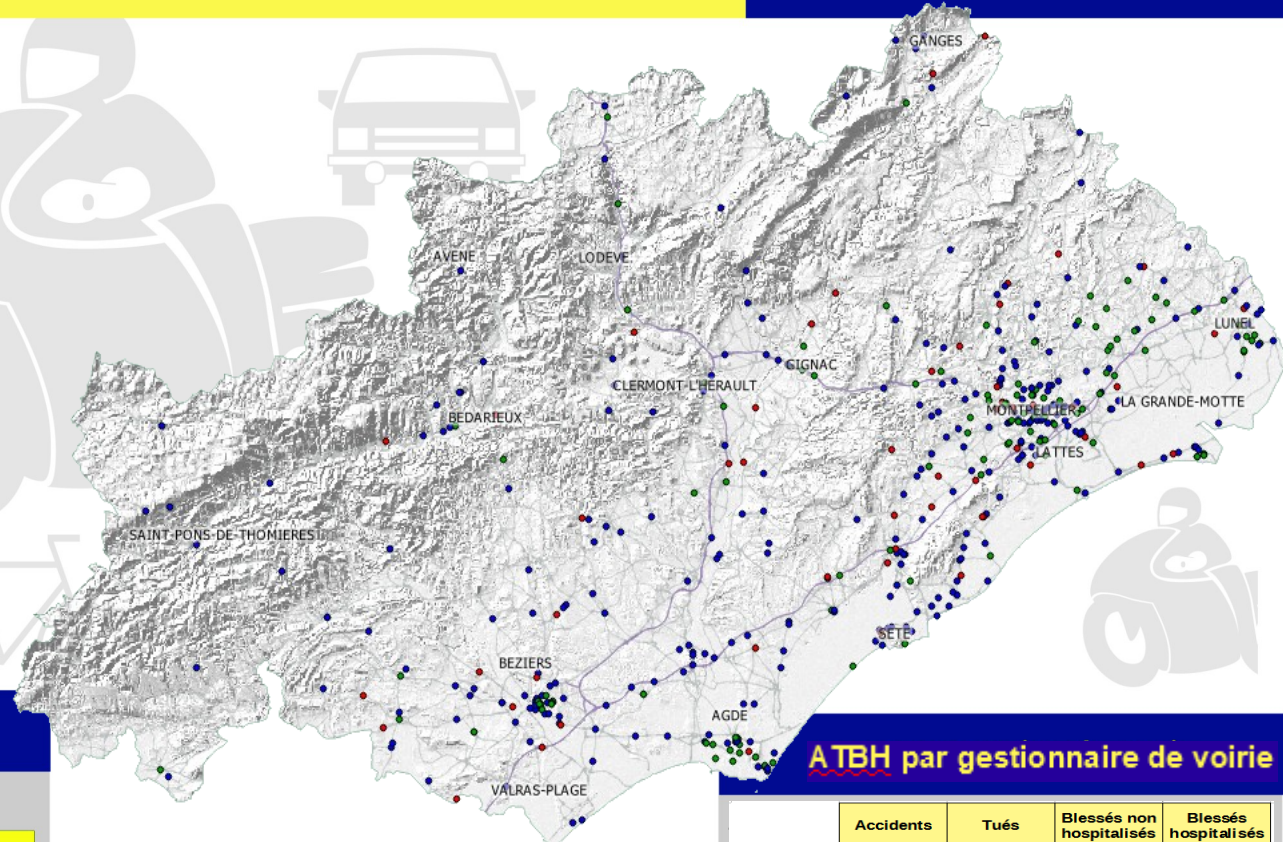 GANGES
AVENE
LODEVE
LUNEL
GIGNAC
CLERMONT-L'HERAULT
LA GRANDE-MOTTE
MONTPELLIER
BEDARIEUX
LATTES
SAINT-PONS-DE-THOMIERES
SETE
BEZIERS
AGDE
VALRAS-PLAGE
ATBH par gestionnaire de voirie
Accidents
Tués
Blessés non
hospitalisés
Blessés
hospitalisés